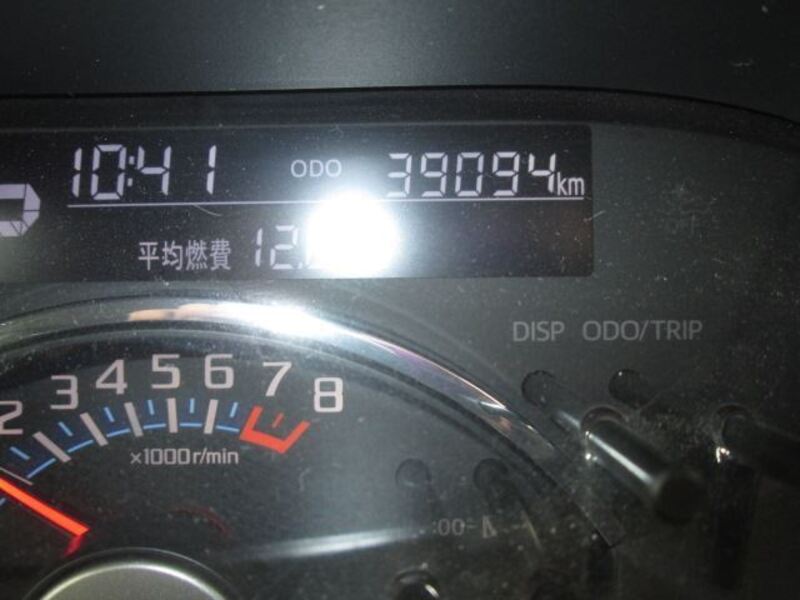 10:41 ODO 39094km
平均燃費 12.
DISP ODO/TRIP
2 3 4 5 6 7 8
×1000r/min
:00-